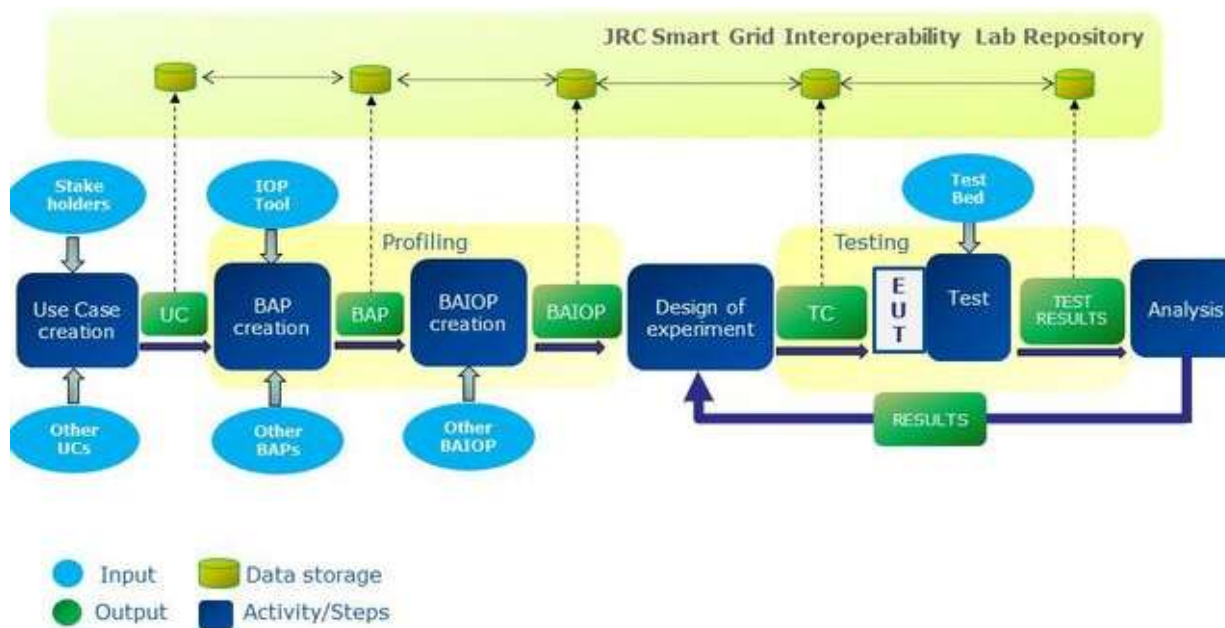 JRC Smart Grid Interoperability Lab Repository
Stake
holders
IOP
Tool
Test
Bed
Profiling
Testing
Use Case
creation
UC
BAP
creation
BAP
BAIOP
creation
BAIOP
Design of
experiment
TC
E
U
T
Test
TEST
RESULTS
Analysis
Other
UCs
Other
BAPs
Other
BAIOP
RESULTS
Input
Data storage
Output
Activity/Steps